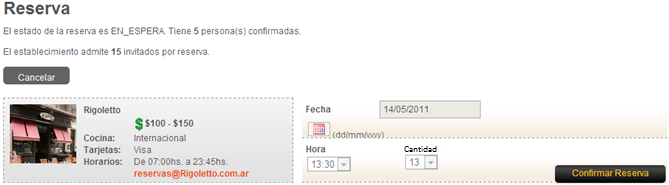 Reserva
El estado de la reserva es EN_ESPERA. Tiene 5 persona(s) confirmadas.
El establecimiento admite 15 invitados por reserva.
Cancelar
Rigoletto
$ $100 - $150
Cocina: Internacional
Tarjetas: Visa
Horarios: De 07:00hs. a 23:45hs.
reservas@Rigoletto.com.ar
Fecha 14/05/2011
(dd/mm/yyyy)
Hora Cantidad
13:30 13
Confirmar Reserva